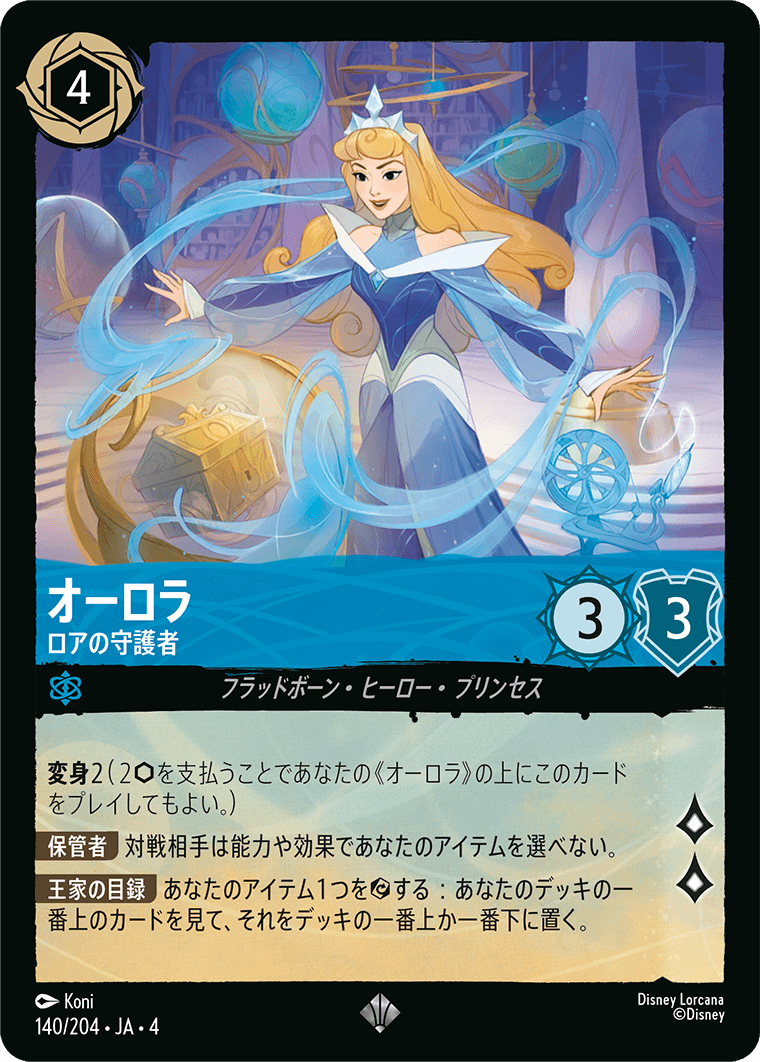 4
オーロラ
ロアの守護者
3
3
フラッドボーン・ヒーロー・プリンセス
変身2(2⬡を支払うことであなたの《オーロラ》の上にこのカード
をプレイしてもよい。)
保管者 対戦相手は能力や効果であなたのアイテムを選べない。
王家の目録 あなたのアイテム1つをする：あなたのデッキの一
番上のカードを見て、それをデッキの一番上か一番下に置く。
Koni
140/204・JA・4
Disney Lorcana
©Disney